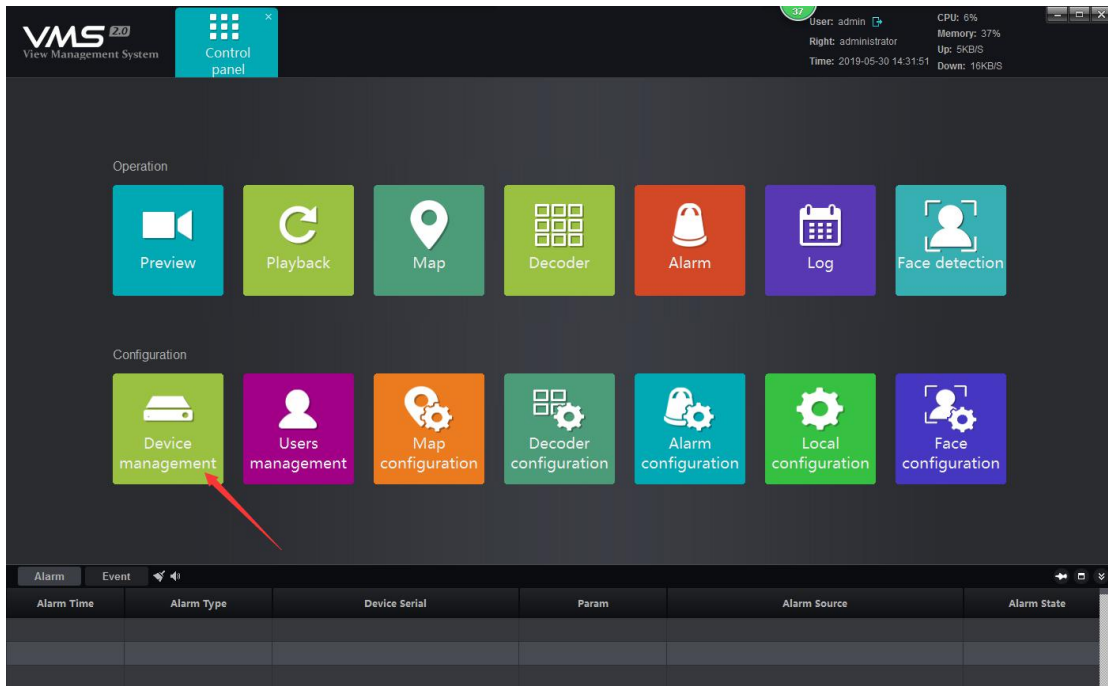 VMS 2.0
View Management System
Control
panel
37
User: admin
Right: administrator
Time: 2019-05-30 14:31:51
CPU: 6%
Memory: 37%
Up: 5KB/S
Down: 16KB/S
Operation
Preview
Playback
Map
Decoder
Alarm
Log
Face detection
Configuration
Device
management
Users
management
Map
configuration
Decoder
configuration
Alarm
configuration
Local
configuration
Face
configuration
Alarm Event
Alarm Time Alarm Type Device Serial Param Alarm Source Alarm State